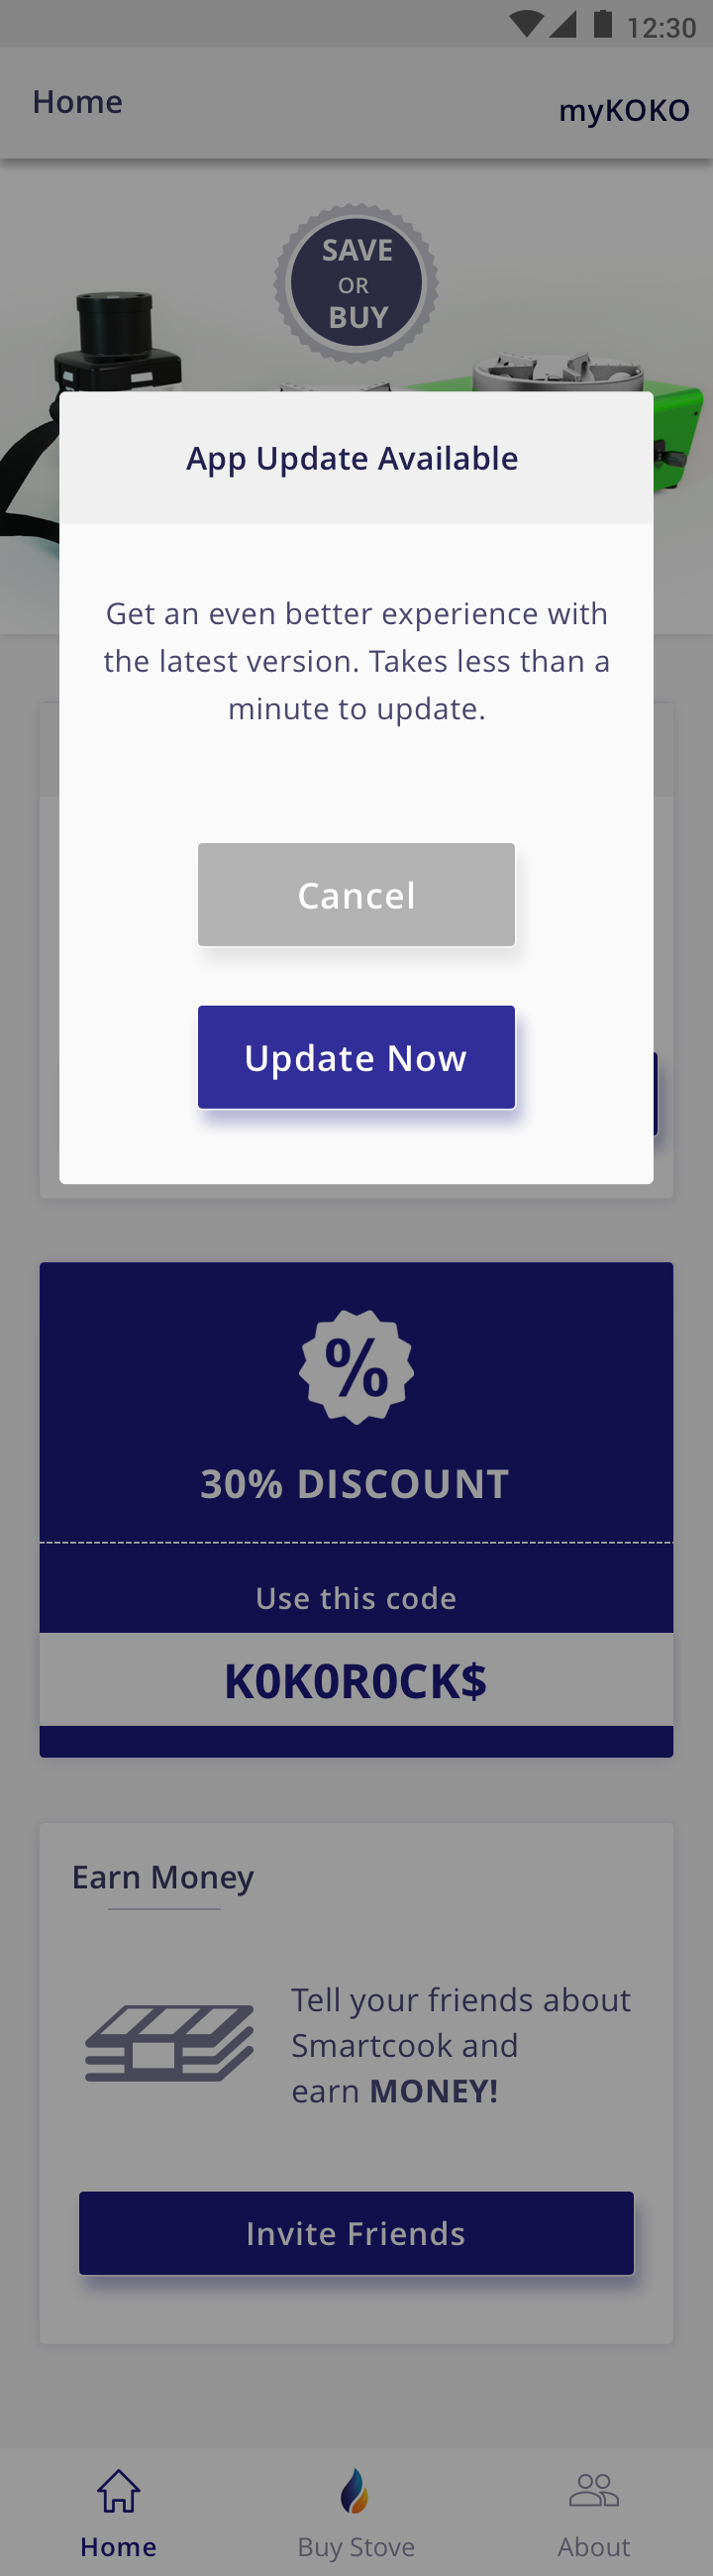 12:30
Home
myKOKO
SAVE
OR
BUY
App Update Available
Get an even better experience with
the latest version. Takes less than a
minute to update.
Cancel
Update Now
%
30% DISCOUNT
Use this code
K0K0R0CK$
Earn Money
Tell your friends about
Smartcook and
earn MONEY!
Invite Friends
Home
Buy Stove
About